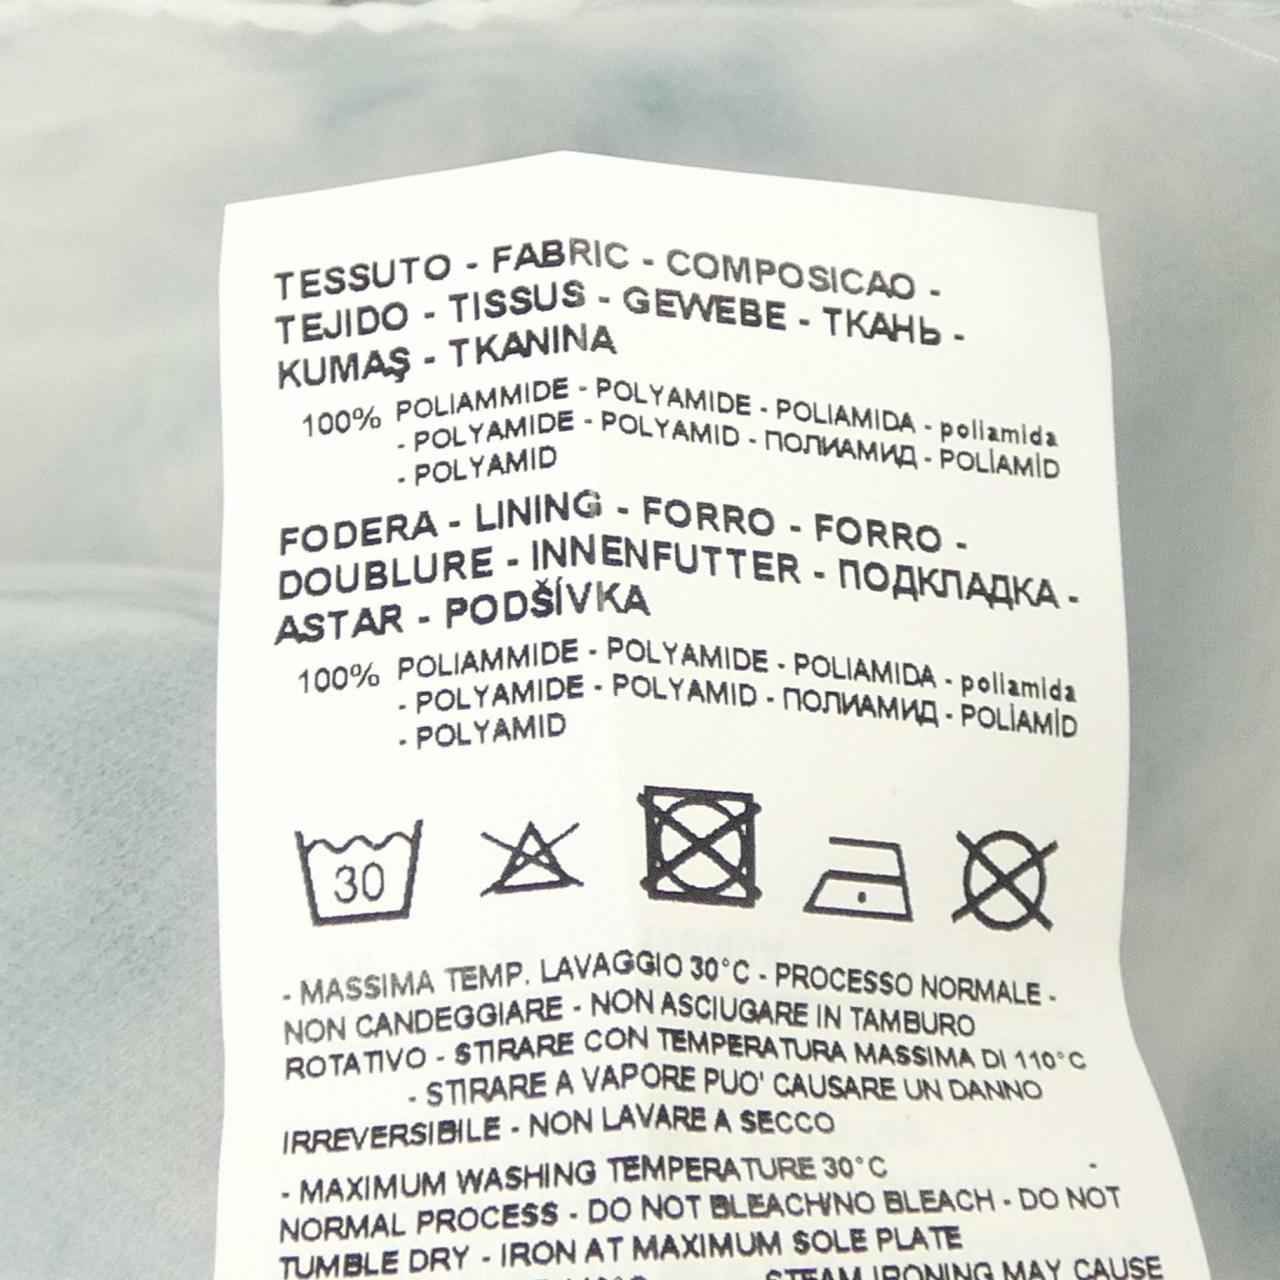 TESSUTO - FABRIC - COMPOSICAO -
TEJIDO - TISSUS - GEWEBE - ТКАНЬ -
KUMAŞ - TKANINA
100% POLIAMMIDE - POLYAMIDE - POLIAMIDA - poliamida
- POLYAMIDE - POLYAMID - ПОЛИАМИД - POLİAMİD
- POLYAMID
FODERA - LINING - FORRO - FORRO -
DOUBLURE - INNENFUTTER - ПОДКЛАДКА -
ASTAR - PODŠÍVKA
100% POLIAMMIDE - POLYAMIDE - POLIAMIDA - poliamida
- POLYAMIDE - POLYAMID - ПОЛИАМИД - POLİAMİD
- POLYAMID
30
- MASSIMA TEMP. LAVAGGIO 30°C - PROCESSO NORMALE -
NON CANDEGGIARE - NON ASCIUGARE IN TAMBURO
ROTATIVO - STIRARE CON TEMPERATURA MASSIMA DI 110°C
- STIRARE A VAPORE PUO' CAUSARE UN DANNO
IRREVERSIBILE - NON LAVARE A SECCO
- MAXIMUM WASHING TEMPERATURE 30°C -
NORMAL PROCESS - DO NOT BLEACH/NO BLEACH - DO NOT
TUMBLE DRY - IRON AT MAXIMUM SOLE PLATE
STEAM IRONING MAY CAUSE